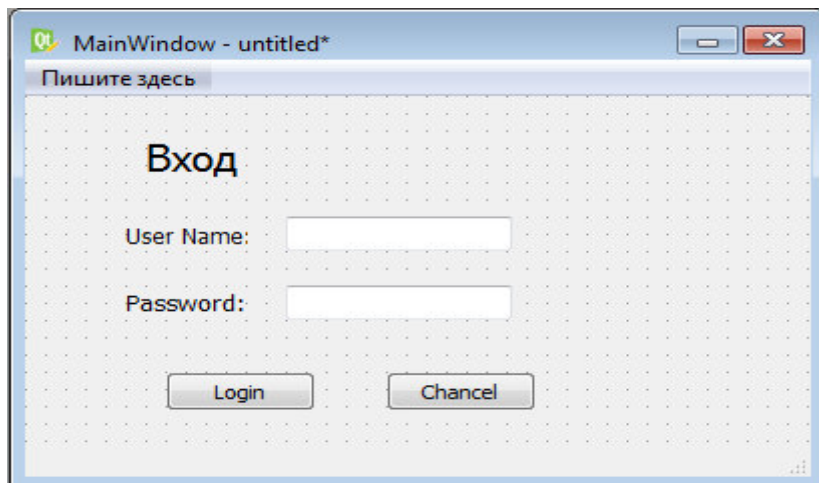 MainWindow - untitled*
Пишите здесь
Вход
User Name:
Password:
Login Chancel